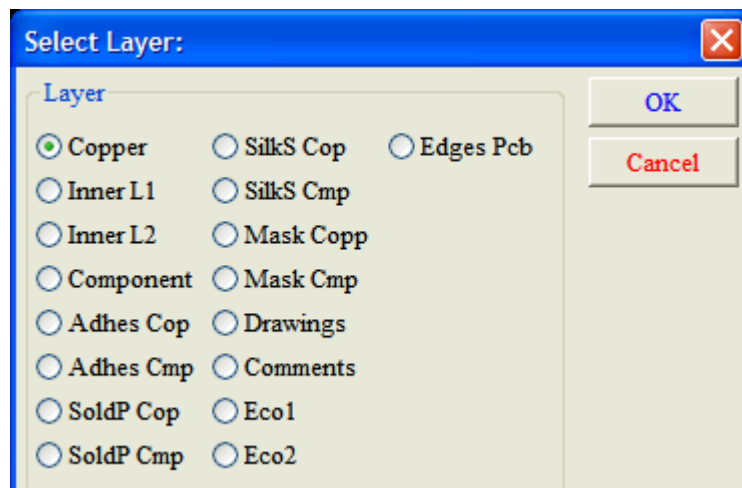 Select Layer:
Layer
OK
Copper SilkS Cop Edges Pcb
Cancel
Inner L1 SilkS Cmp
Inner L2 Mask Copp
Component Mask Cmp
Adhes Cop Drawings
Adhes Cmp Comments
SoldP Cop Eco1
SoldP Cmp Eco2